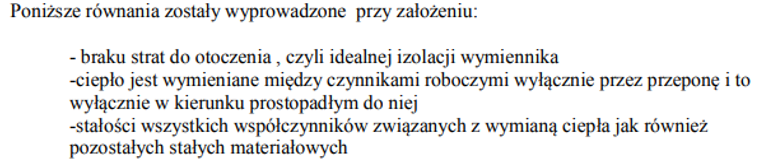 Poniższe równania zostały wyprowadzone przy założeniu:
- braku strat do otoczenia , czyli idealnej izolacji wymiennika
-ciepło jest wymieniane między czynnikami roboczymi wyłącznie przez przeponę i to
wyłącznie w kierunku prostopadłym do niej
-stałości wszystkich współczynników związanych z wymianą ciepła jak również
pozostałych stałych materiałowych